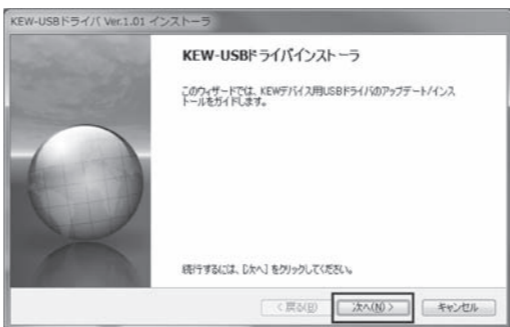 KEW-USBドライバ Ver.1.01 インストーラ
KEW-USBドライバインストーラ
このウィザードでは、KEWデバイス用USBドライバのアップデート/インス
トールをガイドします。
続行するには、[次へ] をクリックしてください。
< 戻る(B) 次へ(N) > キャンセル